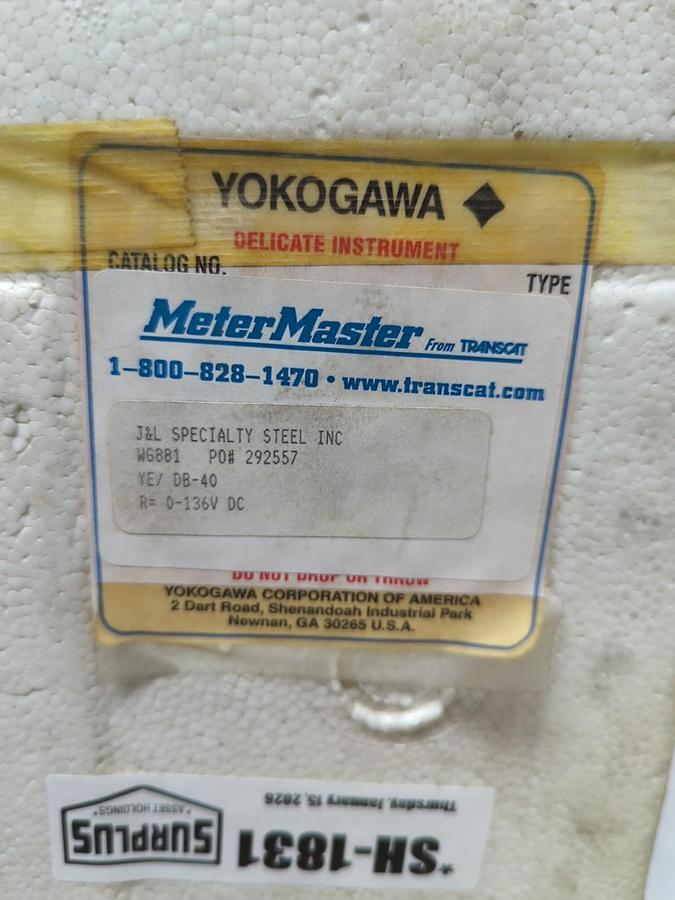 YOKOGAWA
DELICATE INSTRUMENT
CATALOG NO. TYPE
MeterMaster From TRANSCAT
1-800-828-1470 • www.transcat.com
J&L SPECIALTY STEEL INC
WG881 PO# 292557
YE/ DB-40
R= 0-136V DC
DO NOT DROP OR THROW
YOKOGAWA CORPORATION OF AMERICA
2 Dart Road, Shenandoah Industrial Park
Newnan, GA 30265 U.S.A.
*SH-1831
Thursday, January 15, 2026
SURPLUS
*ASSET HOLDINGS*